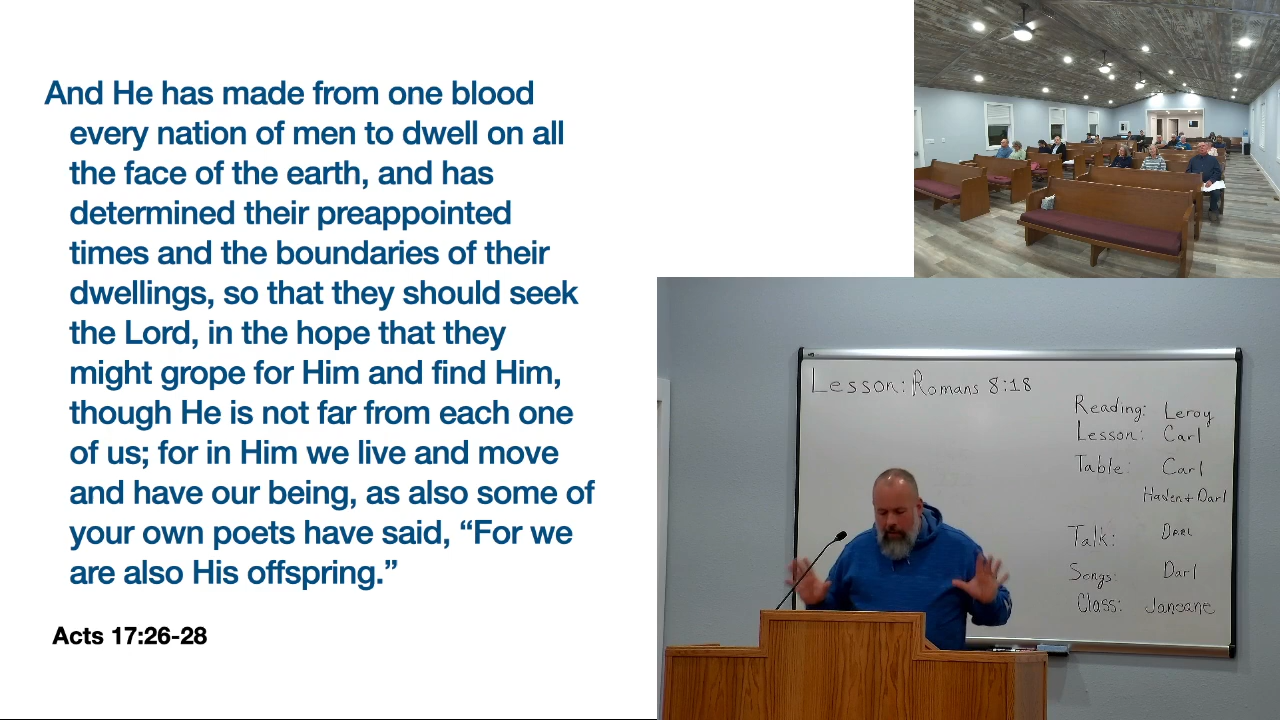 And He has made from one blood
every nation of men to dwell on all
the face of the earth, and has
determined their preappointed
times and the boundaries of their
dwellings, so that they should seek
the Lord, in the hope that they
might grope for Him and find Him,
though He is not far from each one
of us; for in Him we live and move
and have our being, as also some of
your own poets have said, “For we
are also His offspring.”
Acts 17:26-28
Lesson: Romans 8:18
Reading: Leroy
Lesson: Carl
Table: Carl
Haven + Darl
Talk: Darl
Songs: Darl
Class: